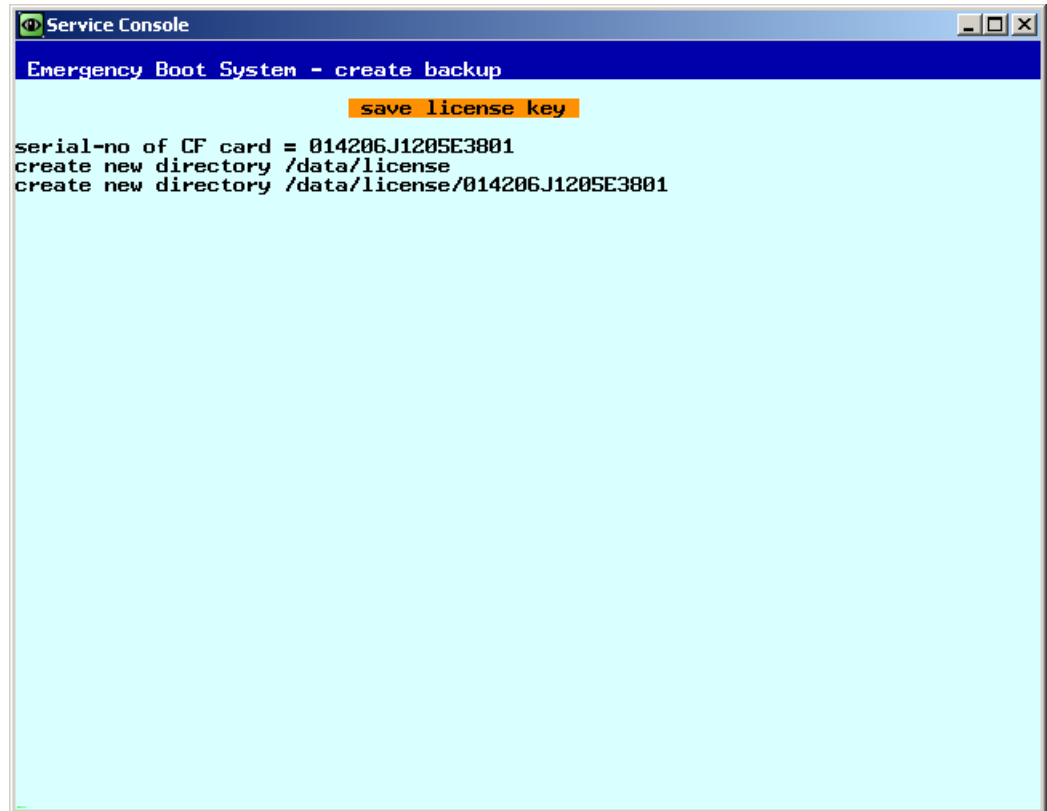 Service Console
Emergency Boot System - create backup
save license key
serial-no of CF card = 014206J1205E3801
create new directory /data/license
create new directory /data/license/014206J1205E3801